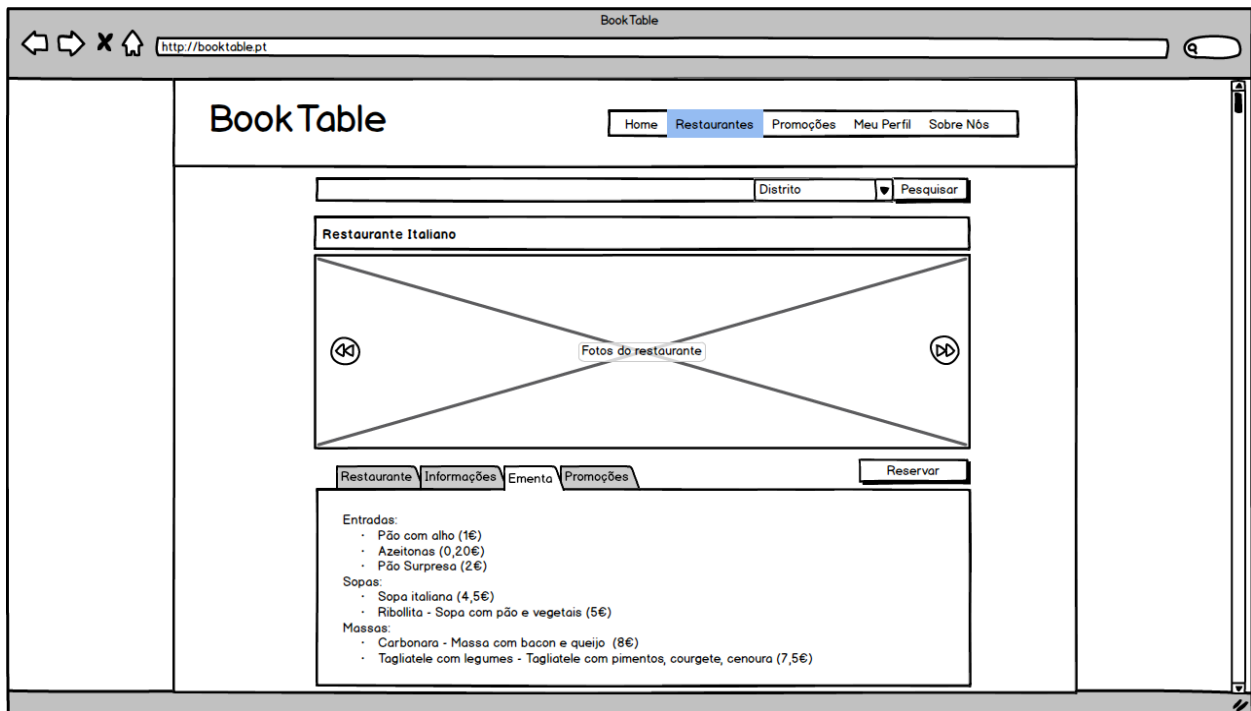 BookTable
http://booktable.pt
BookTable
Home Restaurantes Promoções Meu Perfil Sobre Nós
Distrito Pesquisar
Restaurante Italiano
Fotos do restaurante
Restaurante Informações Ementa Promoções Reservar
Entradas:
· Pão com alho (1€)
· Azeitonas (0,20€)
· Pão Surpresa (2€)
Sopas:
· Sopa italiana (4,5€)
· Ribollita - Sopa com pão e vegetais (5€)
Massas:
· Carbonara - Massa com bacon e queijo (8€)
· Tagliatele com legumes - Tagliatele com pimentos, courgete, cenoura (7,5€)